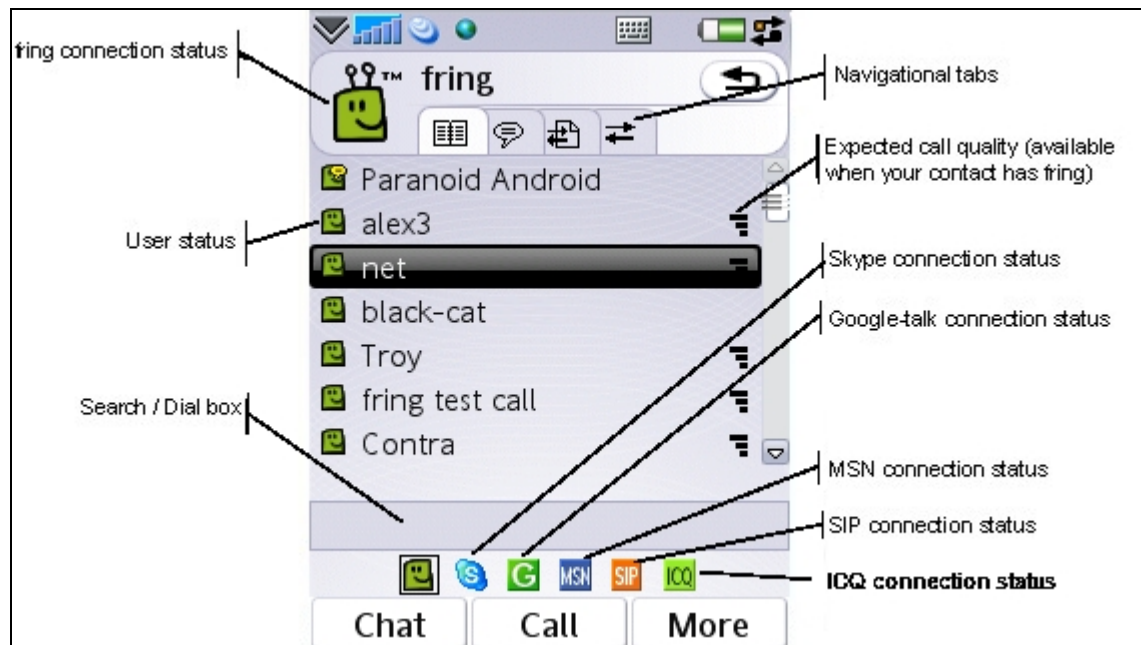 fring connection status
™ fring
Navigational tabs
Expected call quality (available
when your contact has fring)
Paranoid Android
alex3
User status
net
Skype connection status
black-cat
Google-talk connection status
Troy
fring test call
Search / Dial box
Contra
MSN connection status
SIP connection status
S G MSN SIP ICQ
ICQ connection status
Chat Call More